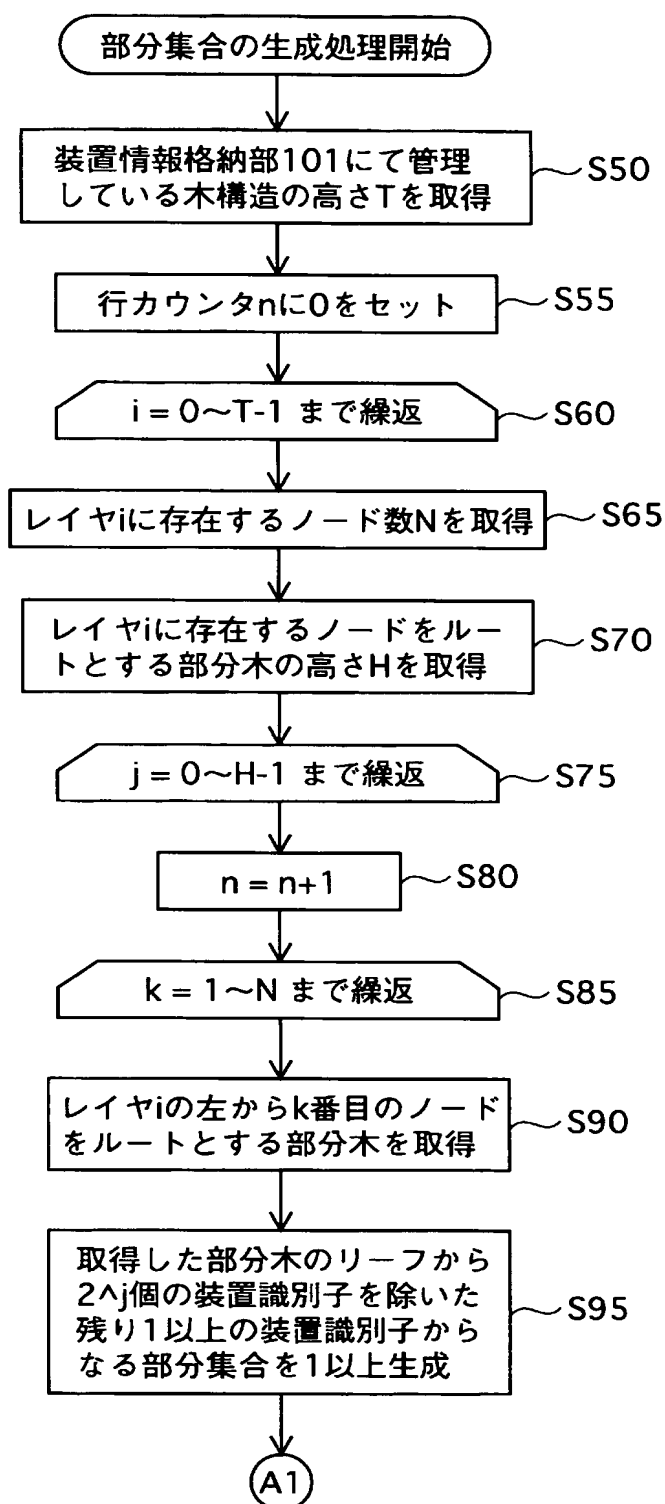 部分集合の生成処理開始
装置情報格納部101にて管理
している木構造の高さTを取得
S50
行カウンタnに0をセット
S55
i = 0～T-1 まで繰返
S60
レイヤiに存在するノード数Nを取得
S65
レイヤiに存在するノードをルー
トとする部分木の高さHを取得
S70
j = 0～H-1 まで繰返
S75
n = n+1
S80
k = 1～N まで繰返
S85
レイヤiの左からk番目のノード
をルートとする部分木を取得
S90
取得した部分木のリーフから
2^j個の装置識別子を除いた
残り1以上の装置識別子から
なる部分集合を1以上生成
S95
A1